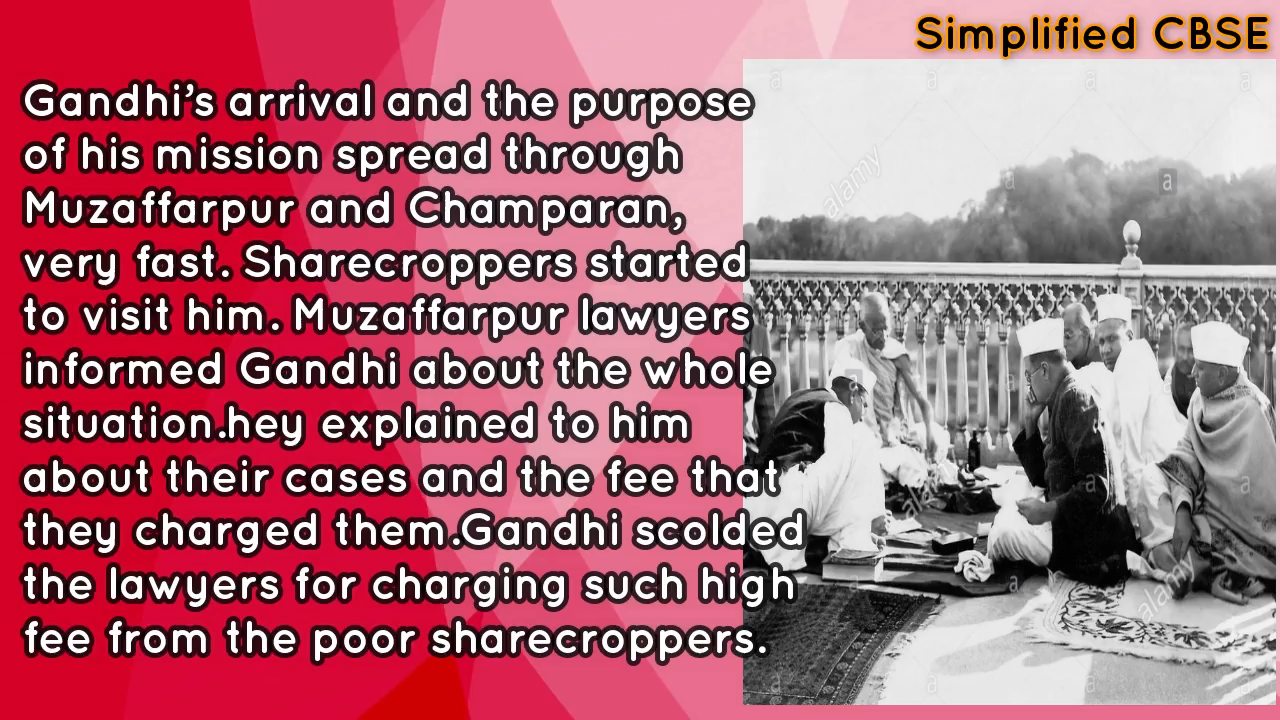 Simplified CBSE
Gandhi’s arrival and the purpose
of his mission spread through
Muzaffarpur and Champaran,
very fast. Sharecroppers started
to visit him. Muzaffarpur lawyers
informed Gandhi about the whole
situation.hey explained to him
about their cases and the fee that
they charged them.Gandhi scolded
the lawyers for charging such high
fee from the poor sharecroppers.
a a a a
alamy
a a
a a a
alamy a a
a alamy
a a a